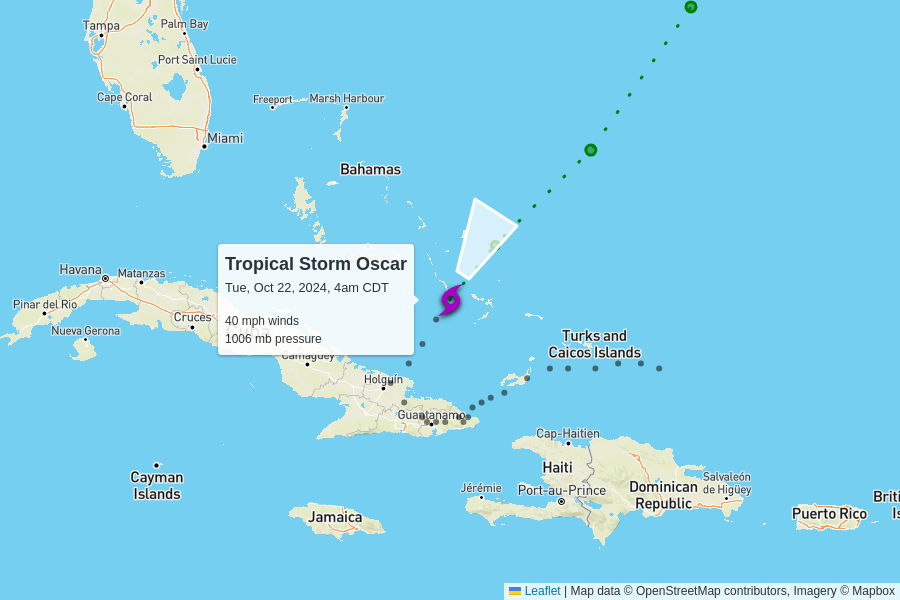 Tampa
Palm Bay
Port Saint Lucie
Cape Coral
Freeport
Marsh Harbour
Miami
Bahamas
Tropical Storm Oscar
Tue, Oct 22, 2024, 4am CDT
40 mph winds
1006 mb pressure
Havana
Matanzas
Pinar del Rio
Cruces
Nueva Gerona
Camagüey
Turks and
Caicos Islands
Holguin
Guantanamo
Cap-Haitien
Cayman
Islands
Haiti
Jérémie
Port-au-Prince
Dominican
Republic
Salvaleón
de Higüey
Jamaica
Puerto Rico
Briti
Is
Leaflet | Map data © OpenStreetMap contributors, Imagery © Mapbox